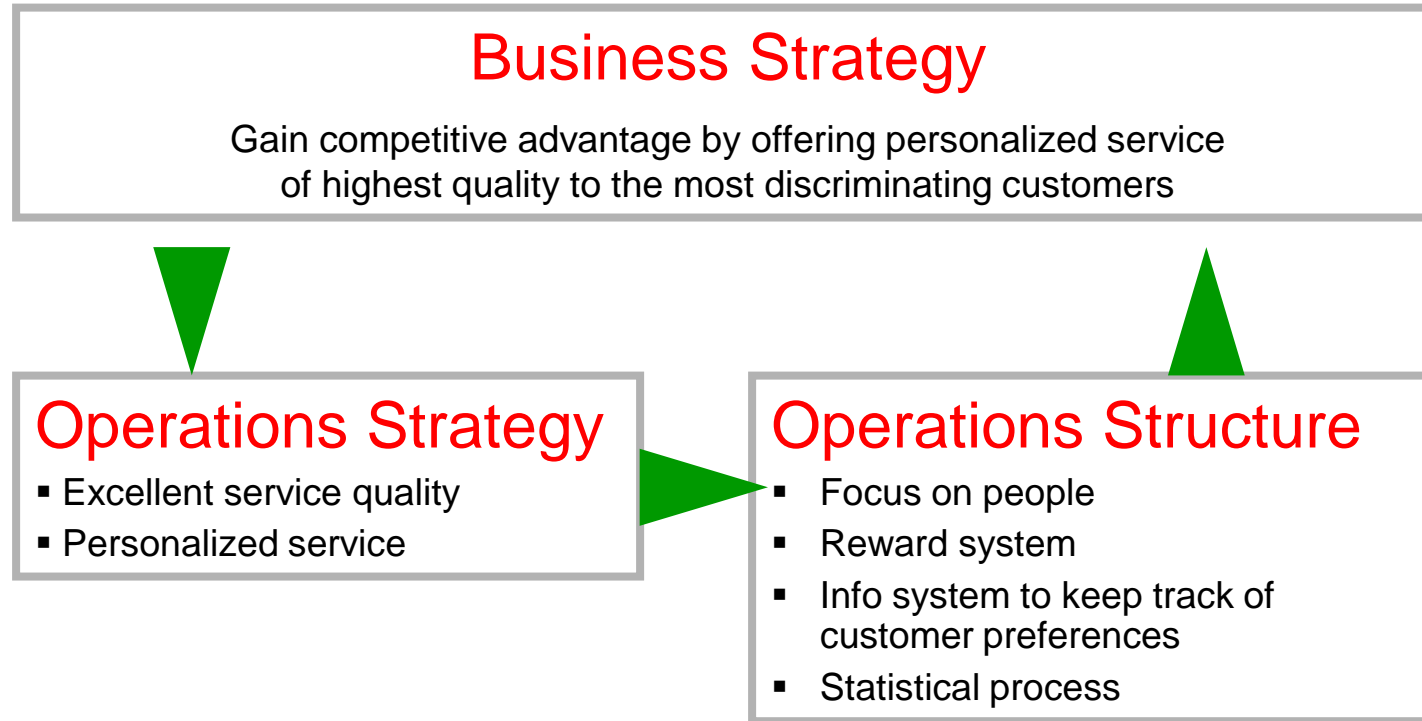 Business Strategy
Gain competitive advantage by offering personalized service
of highest quality to the most discriminating customers
Operations Strategy
▪ Excellent service quality
▪ Personalized service
Operations Structure
▪ Focus on people
▪ Reward system
▪ Info system to keep track of
customer preferences
▪ Statistical process